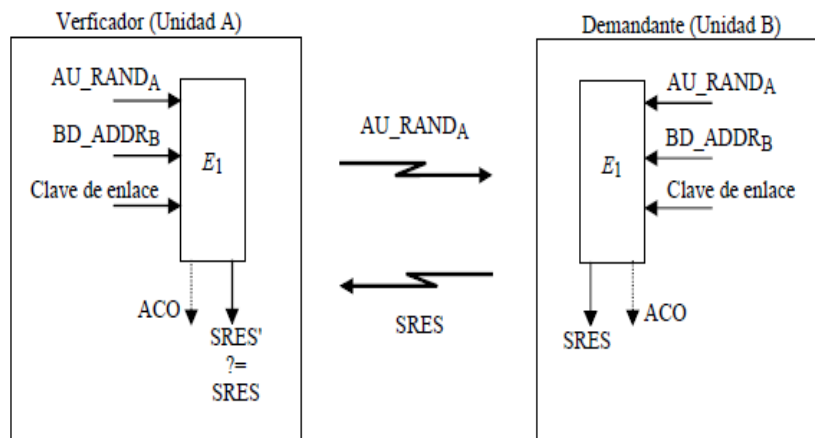 Verficador (Unidad A)
AU_RANDA
BD_ADDRB
Clave de enlace
E1
ACO
SRES'
?=
SRES
AU_RANDA
SRES
Demandante (Unidad B)
AU_RANDA
BD_ADDRB
Clave de enlace
E1
SRES
ACO